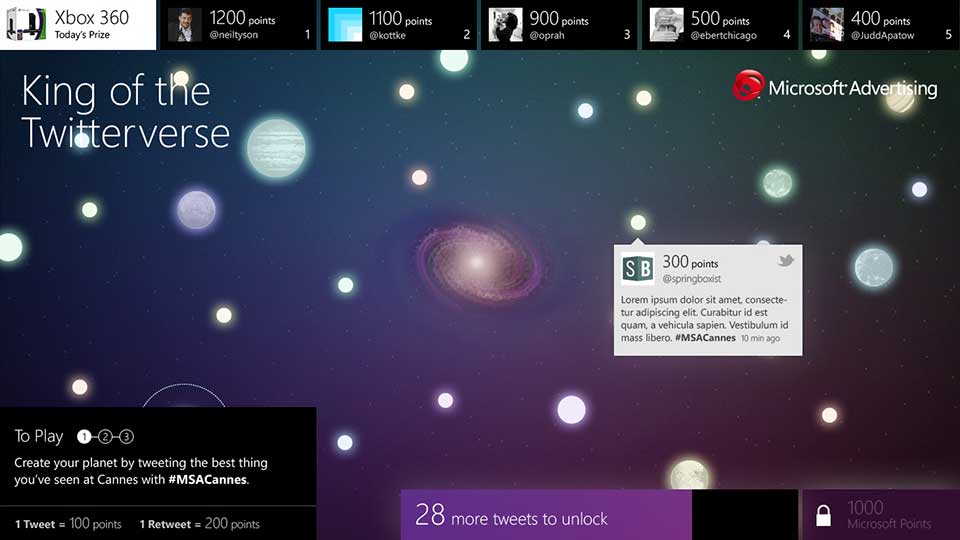 Xbox 360
Today's Prize
1200 points
@neiltyson
1
1100 points
@kottke
2
900 points
@oprah
3
500 points
@ebertchicago
4
400 points
@JuddApatow
5
King of the
Twitterverse
Microsoft Advertising
SB
300 points
@springboxist
Lorem ipsum dolor sit amet, consecte-
tur adipiscing elit. Curabitur id est
quam, a vehicula sapien. Vestibulum id
mass libero. #MSACannes 10 min ago
To Play 1 2 3
Create your planet by tweeting the best thing
you've seen at Cannes with #MSACannes.
1 Tweet = 100 points 1 Retweet = 200 points
28 more tweets to unlock
1000
Microsoft Points